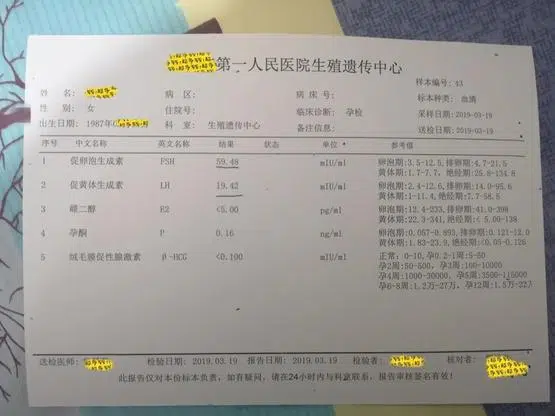 第一人民医院生殖遗传中心
样本编号: 43
姓 名: 病 区: 病 床 号: 标本种类: 血清
性 别: 女 住院号: 临床诊断: 孕检 采样日期: 2019-03-19
出生日期: 1987年 科 室: 生殖遗传中心 备注信息: 送检日期: 2019-03-19
序号 中文名称 英文名称 结果 状态 单位 参考值
1 促卵泡生成素 FSH 59.48 mIU/ml 卵泡期:3.5-12.5,排卵期:4.7-21.5
黄体期:1.7-7.7, 绝经期:25.8-134.8
2 促黄体生成素 LH 19.42 mIU/ml 卵泡期:2.4-12.6, 排卵期:14.0-95.6
黄体期:1-11.4, 绝经期:7.7-58.5
3 雌二醇 E2 <5.00 pg/ml 卵泡期:12.4-233, 排卵期:41.0-398
黄体期:22.3-341, 绝经期:< 5.00-138
4 孕酮 P 0.16 ng/ml 卵泡期:0.057-0.893, 排卵期:0.121-12.0
黄体期:1.83-23.9, 绝经期:<0.05-0.126
5 绒毛膜促性腺激素 β-HCG <0.100 mIU/ml 正常: 0-10, 孕0.2-1周:5-50
孕2周:50-500, 孕3周:100-10000
孕4周:1000-30000, 孕5周:3500-115000
孕6-8周:1.2万-27万, 孕12周:1.5万-22万
送检医师: 检验日期: 2019.03.19 报告日期: 2019.03.19 检验者: 核对者:
此报告仅对本份标本负责, 如有疑问, 请在24小时内与科室联系, 报告审核签名有效!